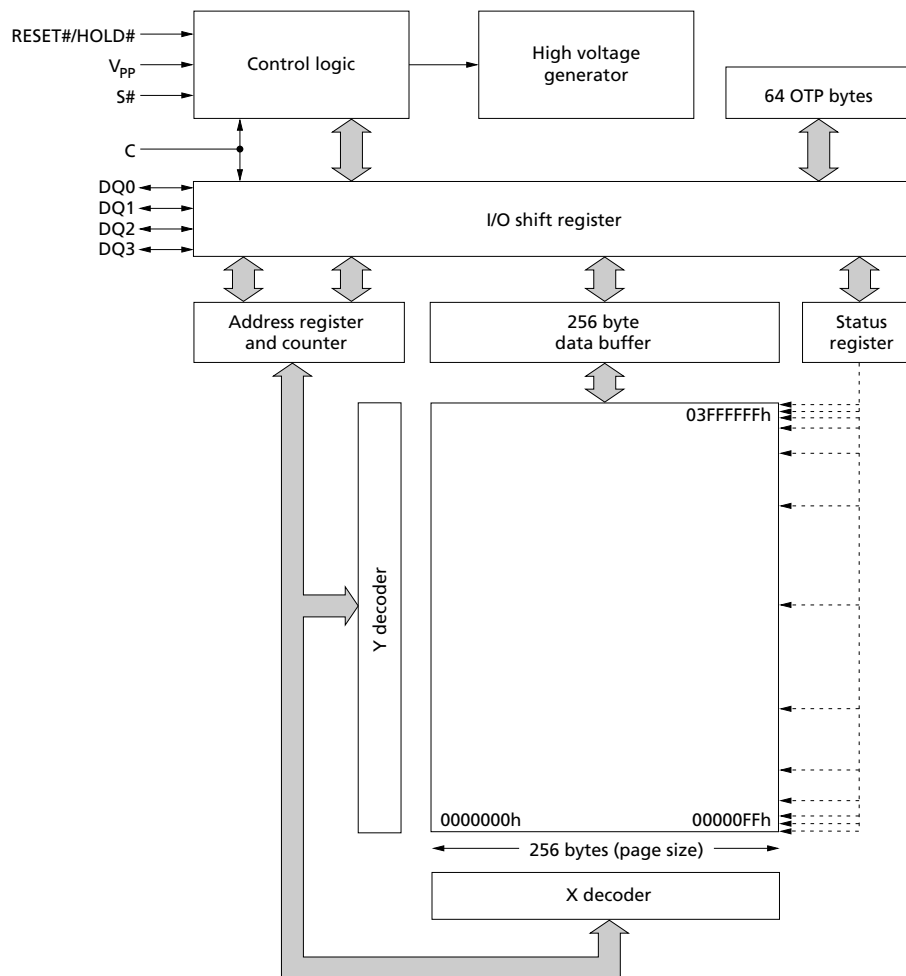 RESET#/HOLD#
Control logic
High voltage
generator
VPP
64 OTP bytes
S#
C
DQ0
DQ1
I/O shift register
DQ2
DQ3
Address register
and counter
256 byte
data buffer
Status
register
03FFFFFFh
Y decoder
0000000h
00000FFh
256 bytes (page size)
X decoder